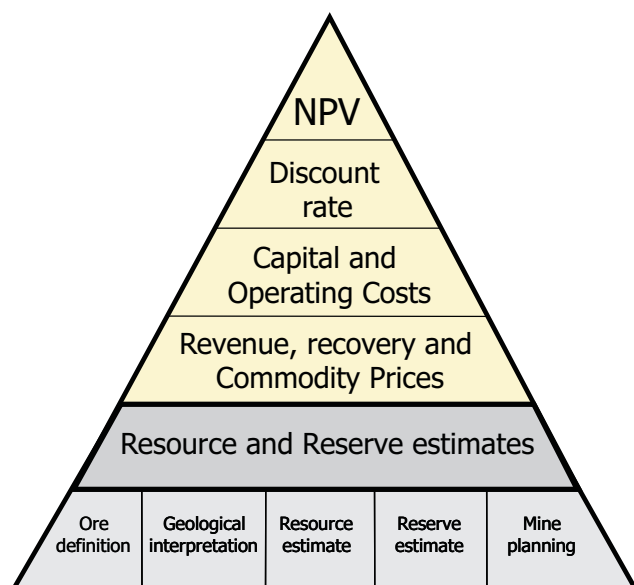 NPV
Discount
rate
Capital and
Operating Costs
Revenue, recovery and
Commodity Prices
Resource and Reserve estimates
Ore
definition
Geological
interpretation
Resource
estimate
Reserve
estimate
Mine
planning